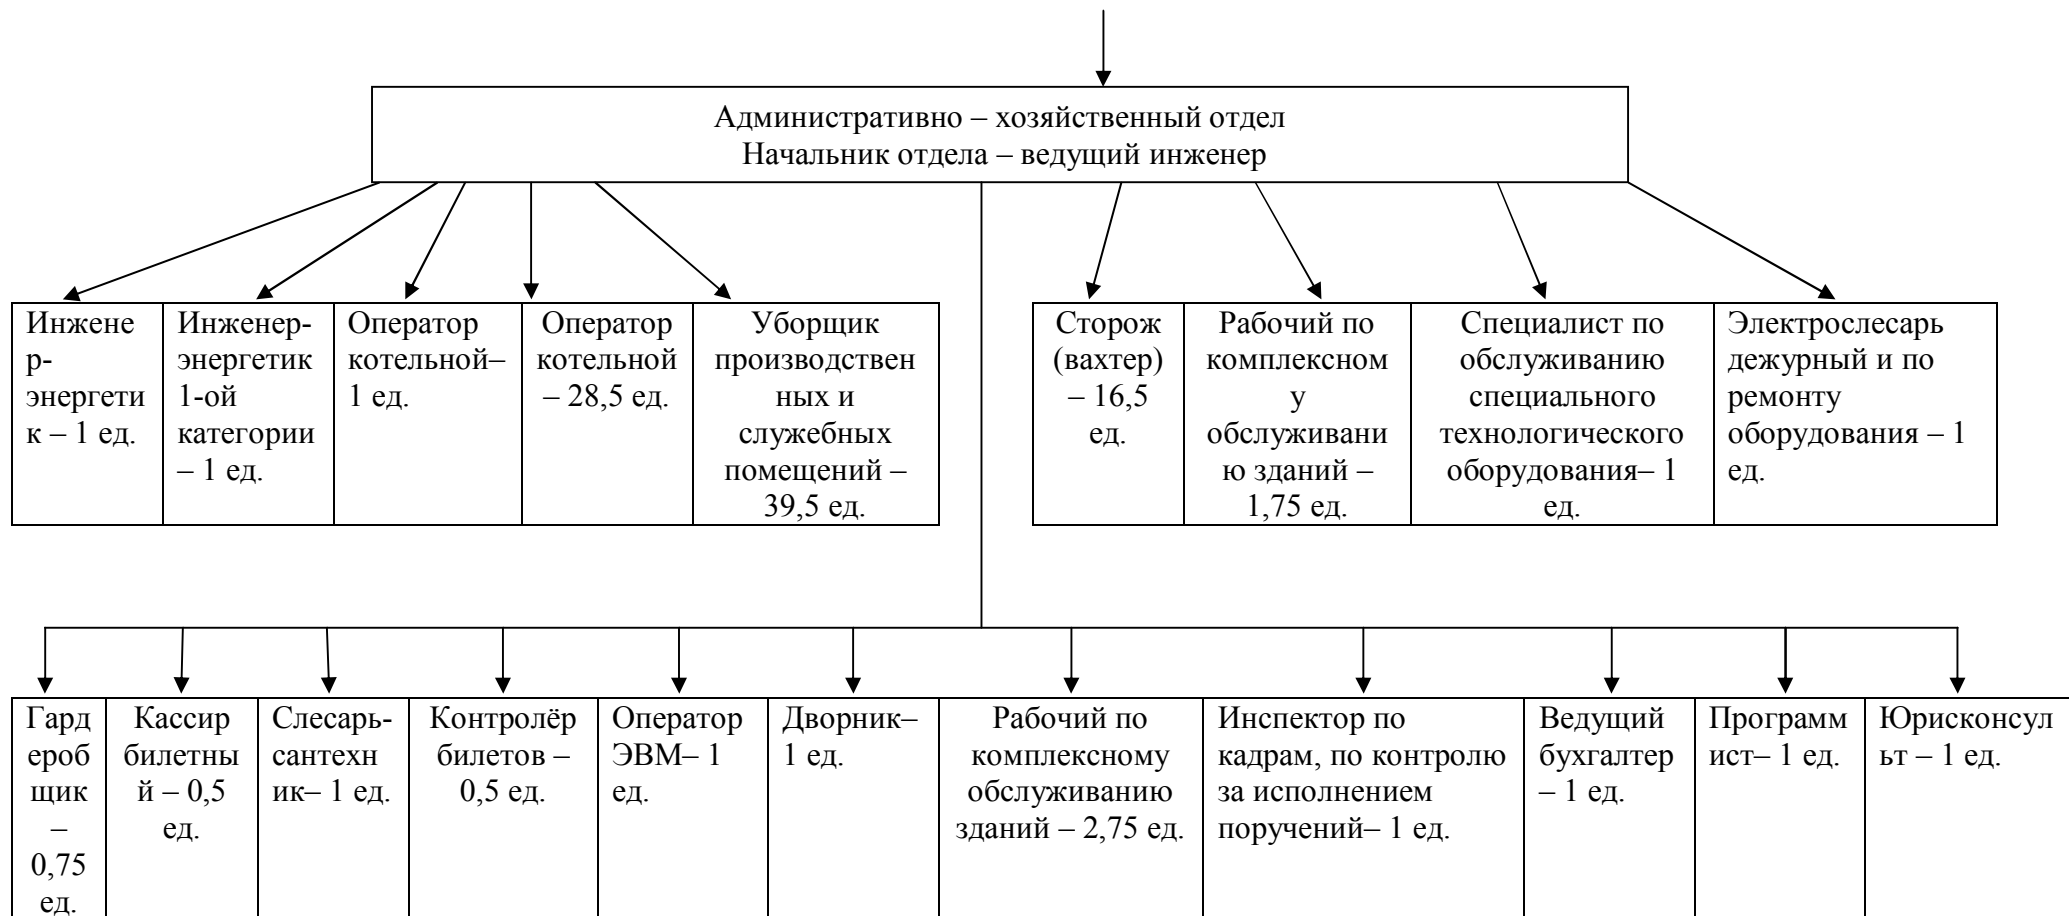 Административно – хозяйственный отдел
Начальник отдела – ведущий инженер
Инжене
р-
энергети
к – 1 ед.
Инженер-
энергетик
1-ой
категории
– 1 ед.
Оператор
котельной–
1 ед.
Оператор
котельной
– 28,5 ед.
Уборщик
производствен
ных и
служебных
помещений –
39,5 ед.
Сторож
(вахтер)
– 16,5
ед.
Рабочий по
комплексном
у
обслуживани
ю зданий –
1,75 ед.
Специалист по
обслуживанию
специального
технологического
оборудования– 1
ед.
Электрослесарь
дежурный и по
ремонту
оборудования – 1
ед.
Гард
ероб
щик
–
0,75
ед.
Кассир
билетны
й – 0,5
ед.
Слесарь-
сантехн
ик– 1 ед.
Контролёр
билетов –
0,5 ед.
Оператор
ЭВМ– 1
ед.
Дворник–
1 ед.
Рабочий по
комплексному
обслуживанию
зданий – 2,75 ед.
Инспектор по
кадрам, по контролю
за исполнением
поручений– 1 ед.
Ведущий
бухгалтер
– 1 ед.
Программ
ист– 1 ед.
Юрисконсул
ьт – 1 ед.